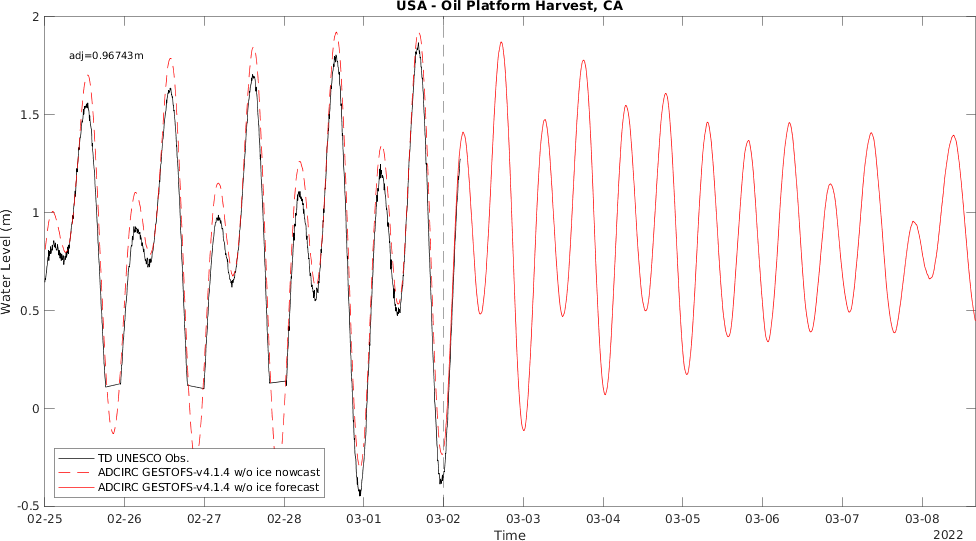 USA - Oil Platform Harvest, CA
adj=0.96743m
Water Level (m)
2
1.5
1
0.5
0
-0.5
TD UNESCO Obs.
ADCIRC GESTOFS-v4.1.4 w/o ice nowcast
ADCIRC GESTOFS-v4.1.4 w/o ice forecast
02-25 02-26 02-27 02-28 03-01 03-02 03-03 03-04 03-05 03-06 03-07 03-08
Time
2022